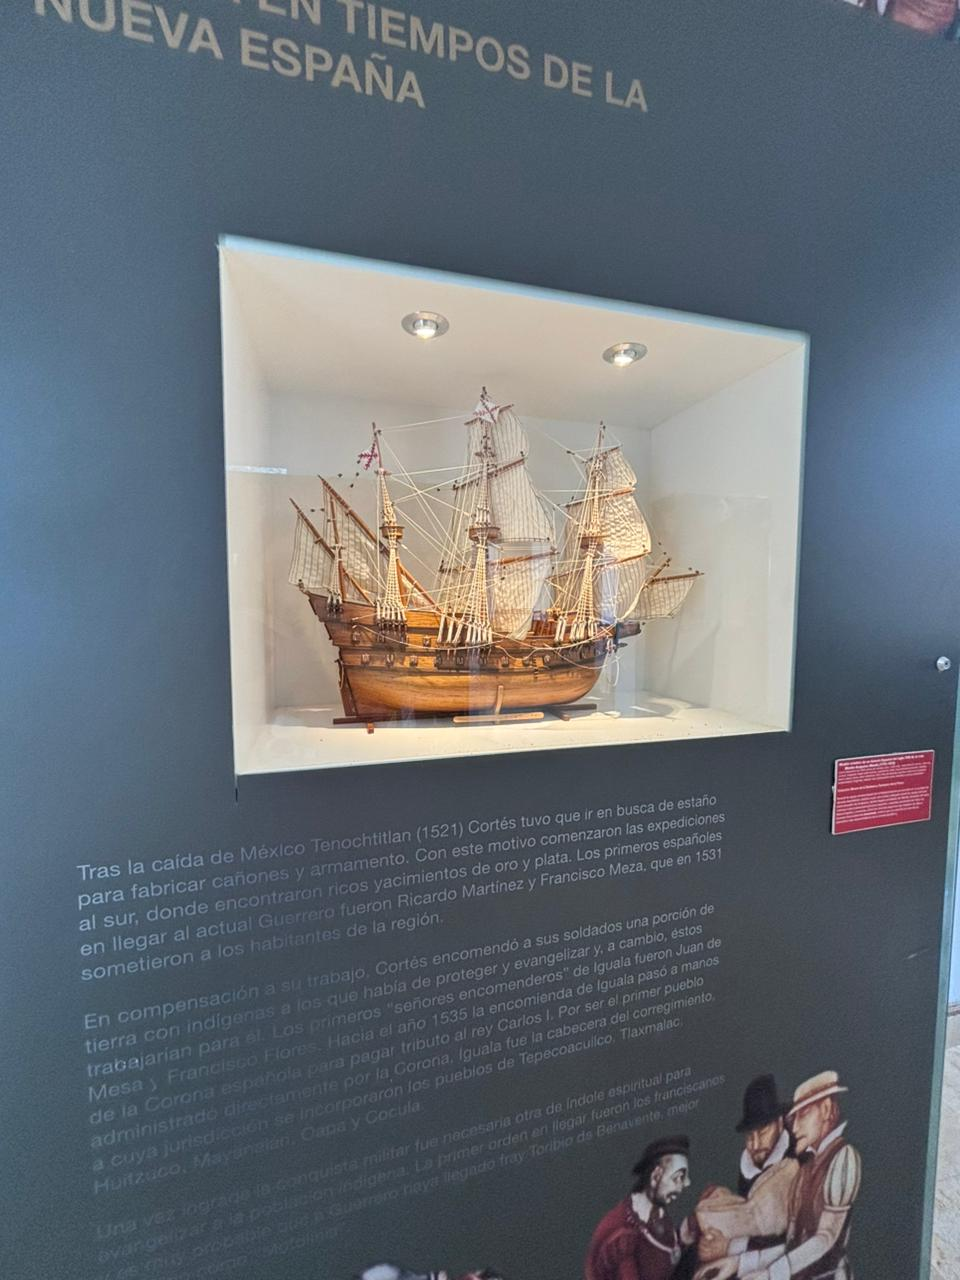 EN TIEMPOS DE LA
NUEVA ESPAÑA
Tras la caída de México Tenochtitlan (1521) Cortés tuvo que ir en busca de estaño
para fabricar cañones y armamento. Con este motivo comenzaron las expediciones
al sur, donde encontraron ricos yacimientos de oro y plata. Los primeros españoles
en llegar al actual Guerrero fueron Ricardo Martínez y Francisco Meza, que en 1531
sometieron a los habitantes de la región.
En compensación a su trabajo, Cortés encomendó a sus soldados una porción de
tierra con indígenas a los que había de proteger y evangelizar y, a cambio, éstos
trabajarían para él. Los primeros "señores encomenderos" de Iguala fueron Juan de
Mesa y Francisco Flores. Hacia el año 1535 la encomienda de Iguala pasó a manos
de la Corona española para pagar tributo al rey Carlos I. Por ser el primer pueblo
administrado directamente por la Corona, Iguala fue la cabecera del corregimiento,
a cuya jurisdicción se incorporaron los pueblos de Tepecoacuilco, Tlaxmalac,
Huitzuco, Mayanalán, Oapa y Cocula
Una vez lograda la conquista militar fue necesaria otra de índole espiritual para
evangelizar a la población indígena. La primer orden en llegar fueron los franciscanos
es muy probable que a Guerrero haya llegado fray Toribio de Benavente, mejor